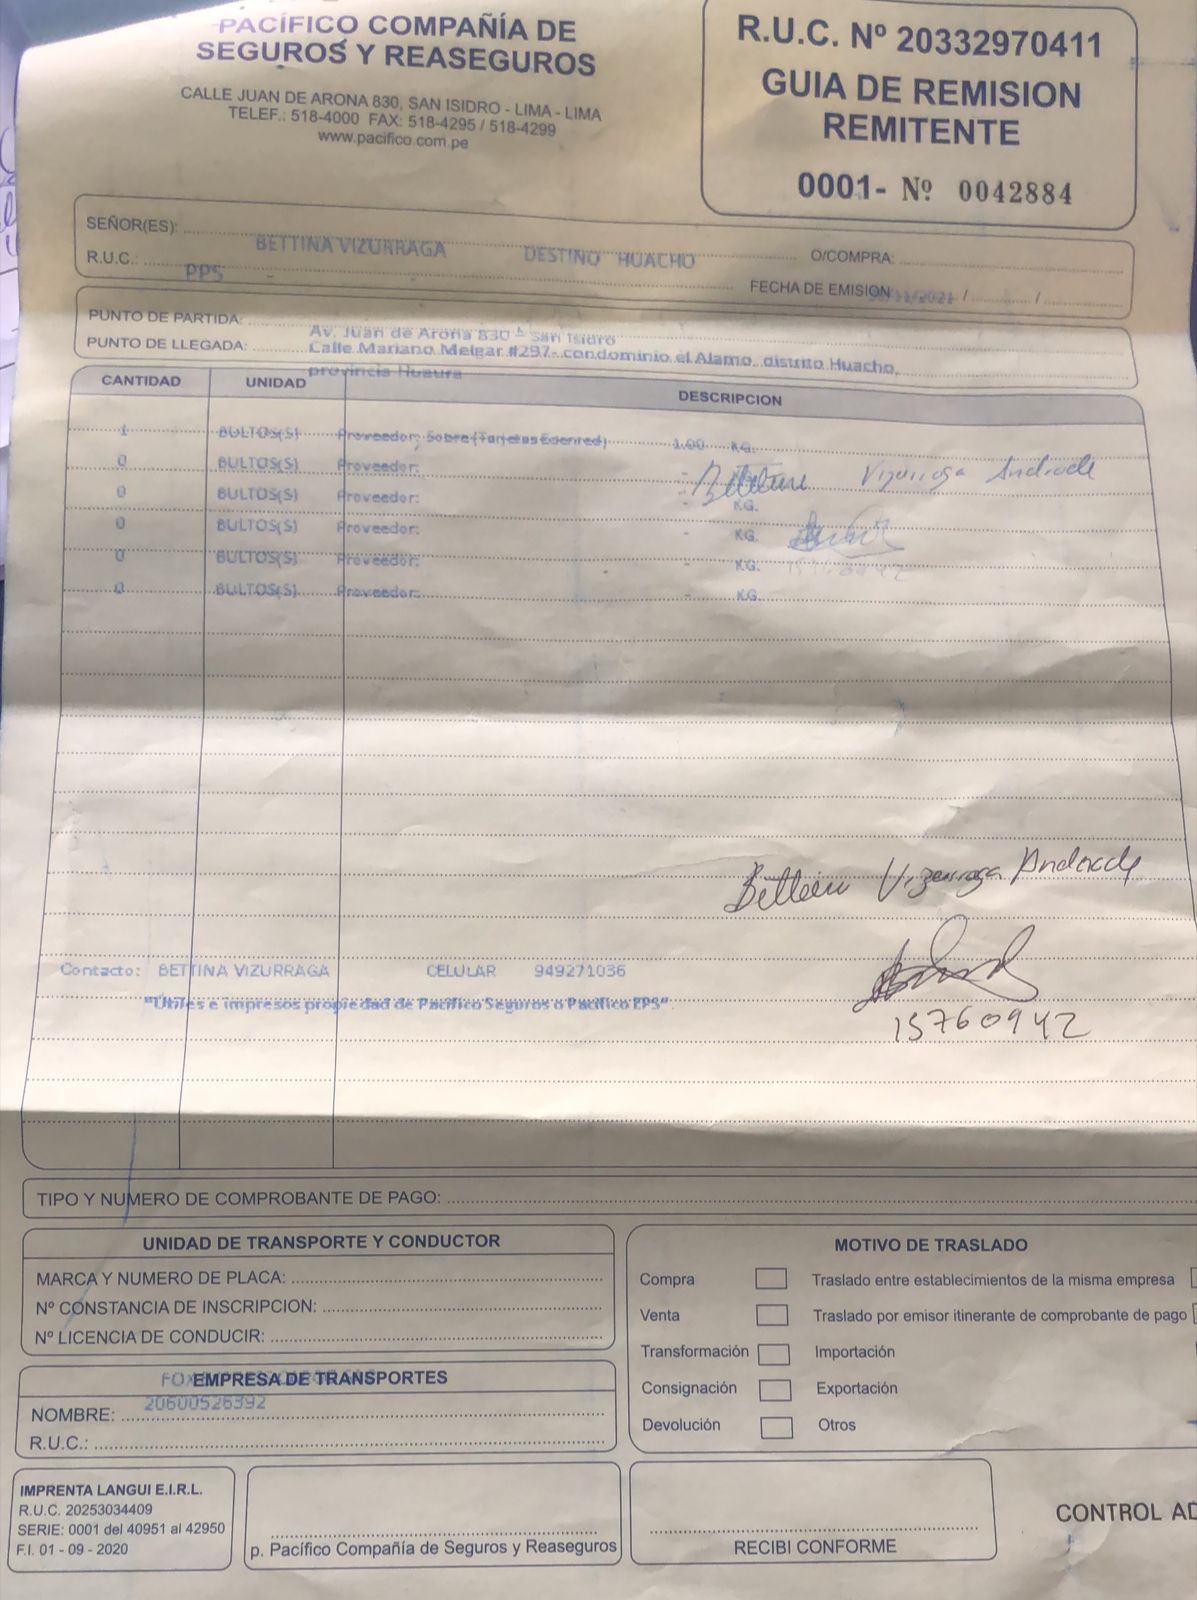 PACÍFICO COMPAÑÍA DE
SEGUROS Y REASEGUROS
CALLE JUAN DE ARONA 830, SAN ISIDRO - LIMA - LIMA
TELEF.: 518-4000 FAX: 518-4295 / 518-4299
www.pacifico.com.pe
R.U.C. Nº 20332970411
GUIA DE REMISION
REMITENTE
0001- Nº 0042884
SEÑOR(ES):
BETTINA VIZURRAGA DESTINO HUACHO
O/COMPRA:
R.U.C.:
PPS -
FECHA DE EMISION /11/2021 / /
PUNTO DE PARTIDA:
Av. Juan de Arona 830 - San Isidro
PUNTO DE LLEGADA:
Calle Mariano Melgar #297- condominio el Alamo, distrito Huacho,
provincia Huaura
CANTIDAD UNIDAD DESCRIPCION
1 BULTOS(S) Proveedor: Sobre (Tarjetas Edenred) 1.00 KG.
0 BULTOS(S) Proveedor: - KG.
Vizurraga Andrade
0 BULTOS(S) Proveedor: - KG.
0 BULTOS(S) Proveedor: - KG.
0 BULTOS(S) Proveedor: - KG.
15760942
0 BULTOS(S) Proveedor: - KG.
Vizurraga Andrade
Contacto: BETTINA VIZURRAGA CELULAR 949271036
"Utiles e impresos propiedad de Pacifico Seguros o Pacifico EPS"
15760942
TIPO Y NUMERO DE COMPROBANTE DE PAGO:
UNIDAD DE TRANSPORTE Y CONDUCTOR
MARCA Y NUMERO DE PLACA:
Nº CONSTANCIA DE INSCRIPCION:
Nº LICENCIA DE CONDUCIR:
EMPRESA DE TRANSPORTES
20600526392
NOMBRE:
R.U.C.:
MOTIVO DE TRASLADO
Compra Traslado entre establecimientos de la misma empresa
Venta Traslado por emisor itinerante de comprobante de pago
Transformación Importación
Consignación Exportación
Devolución Otros
IMPRENTA LANGUI E.I.R.L.
R.U.C. 20253034409
SERIE: 0001 del 40951 al 42950
F.I. 01 - 09 - 2020
p. Pacífico Compañía de Seguros y Reaseguros
RECIBI CONFORME
CONTROL AD